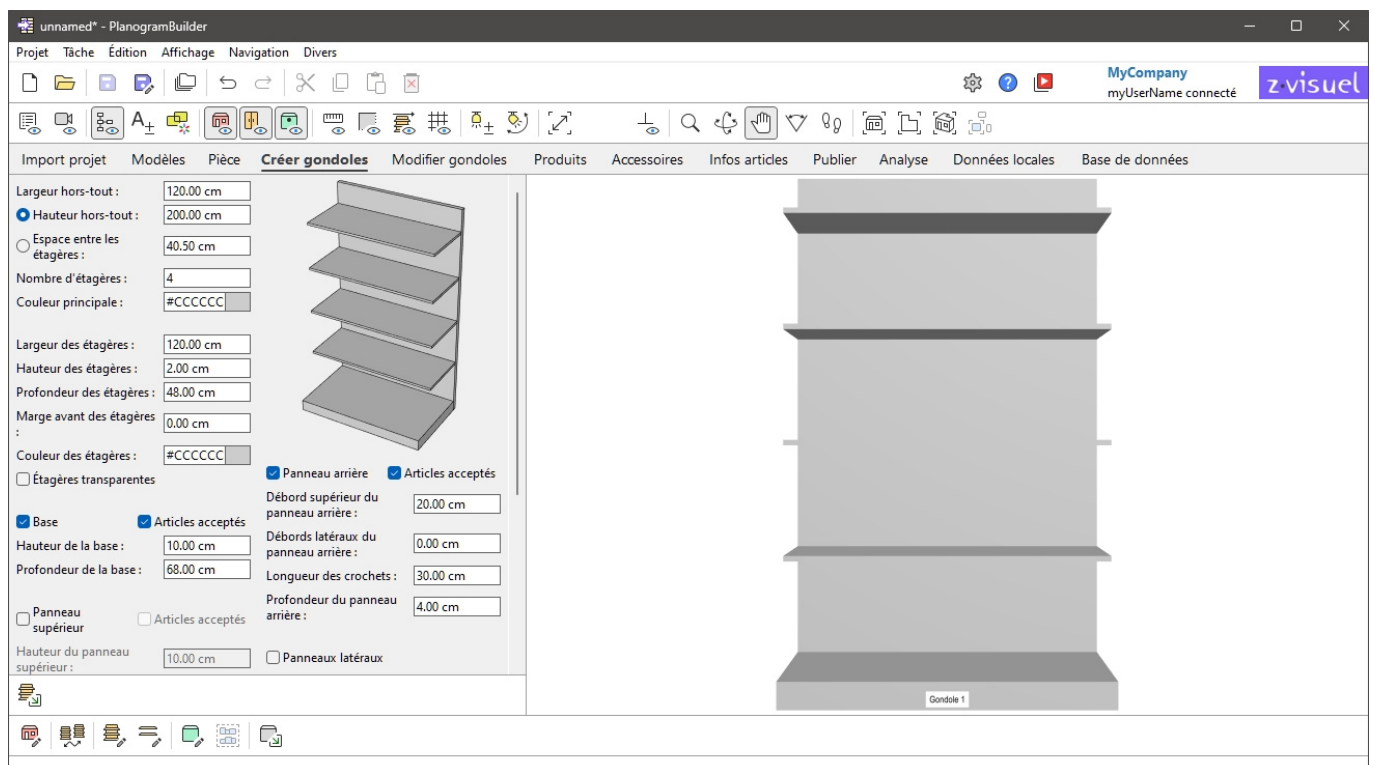 unnamed* - PlanogramBuilder
Projet Tâche Édition Affichage Navigation Divers
MyCompany
myUserName connecté
z·visuel
Import projet Modèles Pièce Créer gondoles Modifier gondoles Produits Accessoires Infos articles Publier Analyse Données locales Base de données
Largeur hors-tout : 120.00 cm
Hauteur hors-tout : 200.00 cm
Espace entre les
étagères : 40.50 cm
Nombre d'étagères : 4
Couleur principale : #CCCCCC
Largeur des étagères : 120.00 cm
Hauteur des étagères : 2.00 cm
Profondeur des étagères : 48.00 cm
Marge avant des étagères
: 0.00 cm
Couleur des étagères : #CCCCCC
Étagères transparentes
Base Articles acceptés
Hauteur de la base : 10.00 cm
Profondeur de la base : 68.00 cm
Panneau
supérieur Articles acceptés
Hauteur du panneau
supérieur : 10.00 cm
Panneau arrière Articles acceptés
Débord supérieur du
panneau arrière : 20.00 cm
Débords latéraux du
panneau arrière : 0.00 cm
Longueur des crochets : 30.00 cm
Profondeur du panneau
arrière : 4.00 cm
Panneaux latéraux
Gondole 1